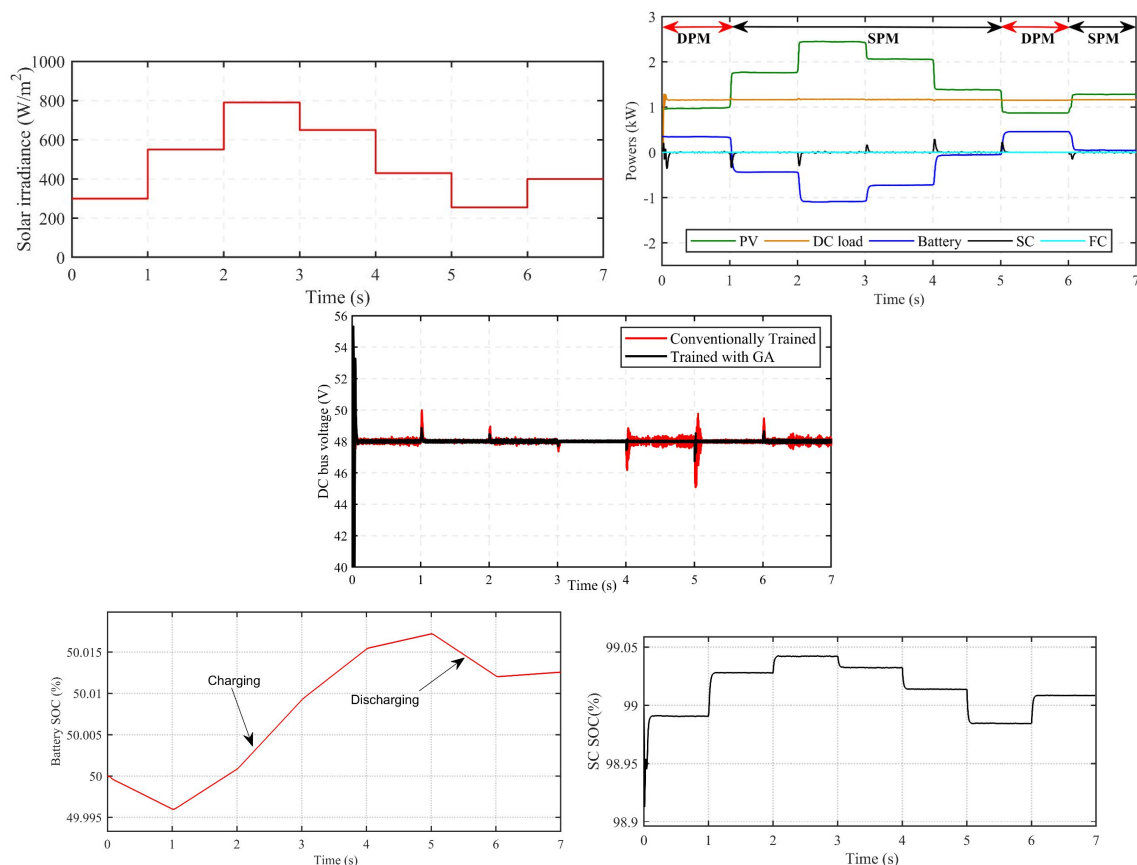 Solar irradiance (W/m²)
1000
800
600
400
200
0
0 1 2 3 4 5 6 7
Time (s)
Powers (kW)
3
2
1
0
-1
-2
DPM SPM DPM SPM
PV DC load Battery SC FC
0 1 2 3 4 5 6 7
Time (s)
DC bus voltage (V)
56
54
52
50
48
46
44
42
40
Conventionally Trained
Trained with GA
0 1 2 3 4 5 6 7
Time (s)
Battery SOC (%)
50.015
50.01
50.005
50
49.995
Charging
Discharging
0 1 2 3 4 5 6 7
Time (s)
SC SOC(%)
99.05
99
98.95
98.9
0 1 2 3 4 5 6 7
Time (s)